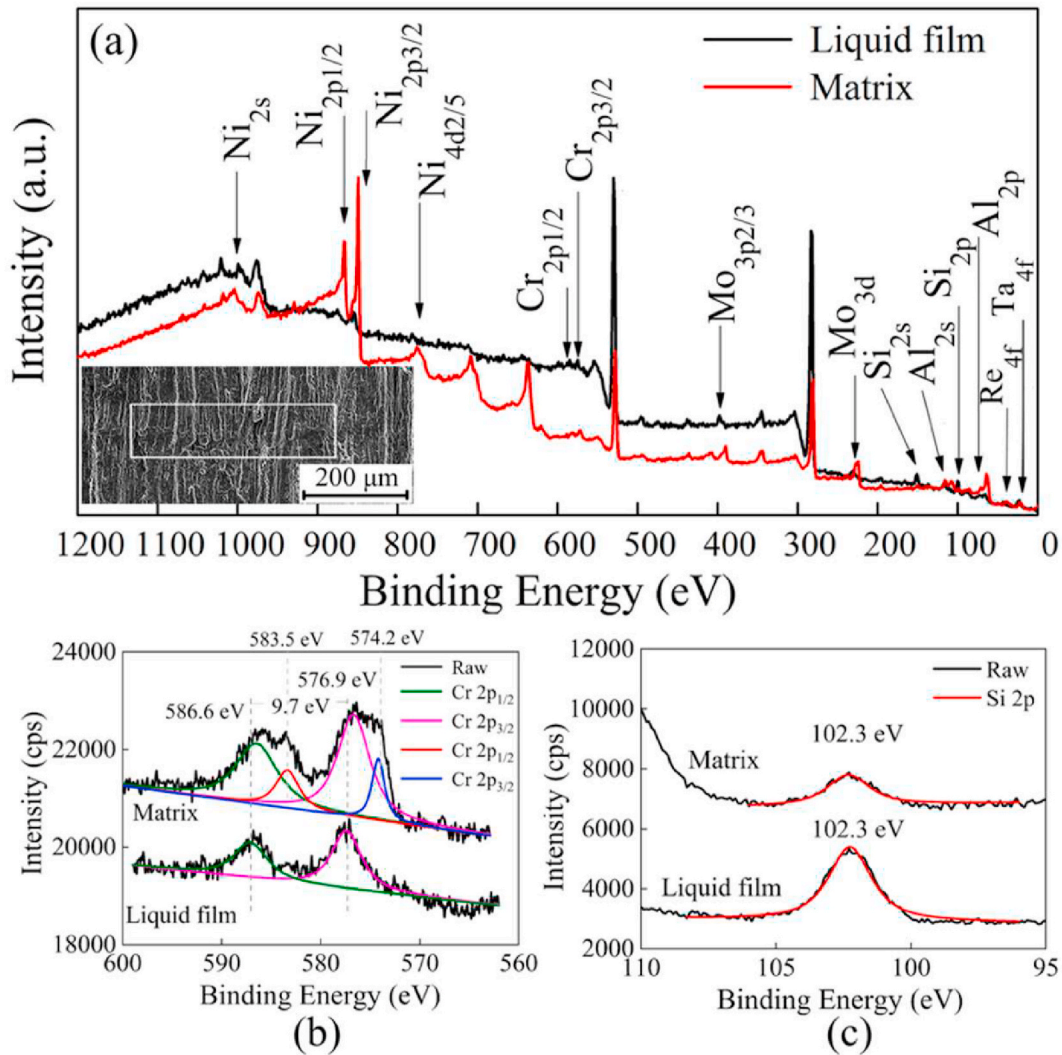 (a)
Liquid film
Matrix
Ni2s
Ni2p1/2
Ni2p3/2
Ni4d2/5
Cr2p1/2
Cr2p3/2
Mo3p2/3
Mo3d
Si2s
Al2s
Si2p
Al2p
Re4f
Ta4f
200 μm
Intensity (a.u.)
1200 1100 1000 900 800 700 600 500 400 300 200 100 0
Binding Energy (eV)
583.5 eV 574.2 eV
24000
576.9 eV
586.6 eV 9.7 eV
Raw
Cr 2p1/2
Cr 2p3/2
Cr 2p1/2
Cr 2p3/2
22000
Matrix
20000
Liquid film
18000
Intensity (cps)
600 590 580 570 560
Binding Energy (eV)
(b)
12000
Raw
Si 2p
10000
102.3 eV
8000
Matrix
6000
102.3 eV
4000
Liquid film
2000
Intensity (cps)
110 105 100 95
Binding Energy (eV)
(c)